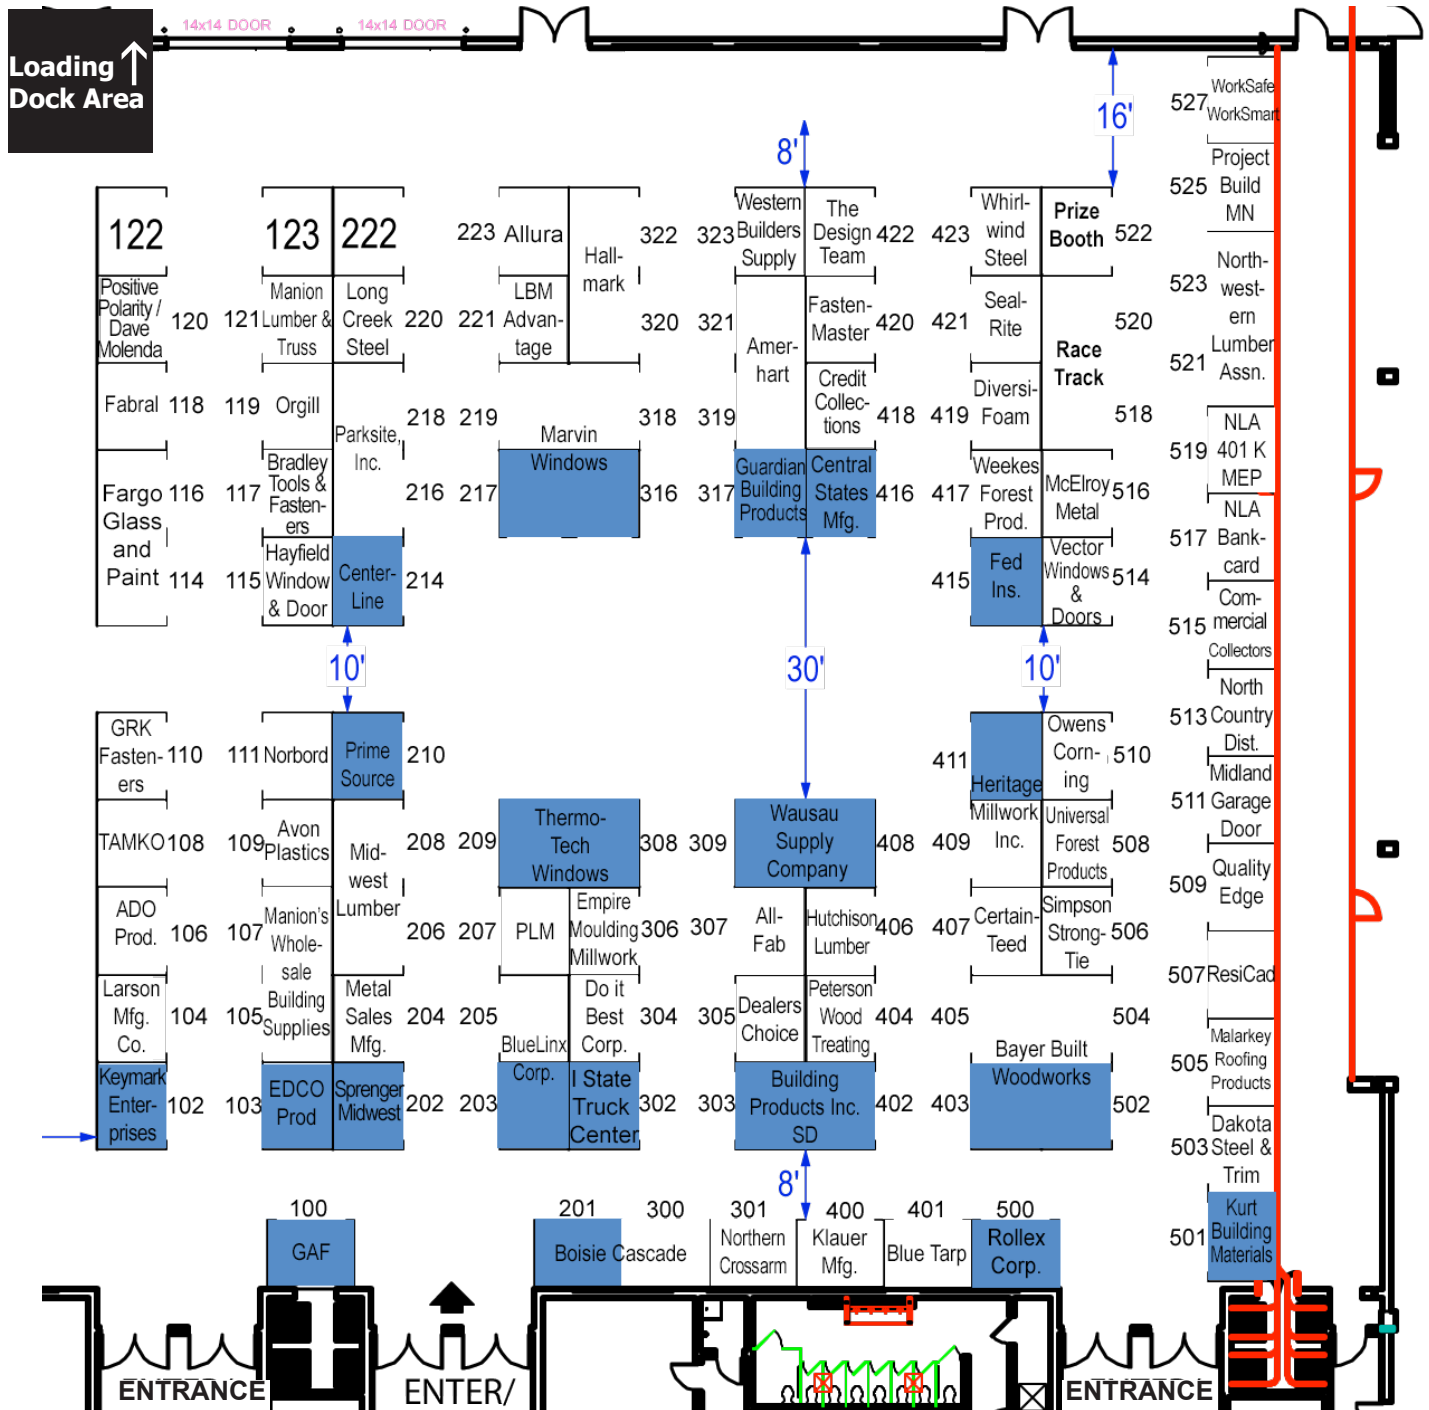 14x14 DOOR
14x14 DOOR
Loading
Dock Area
16'
8'
527
WorkSafe
WorkSmart
525
Project
Build
MN
523
521
North-
west-
ern
Lumber
Assn.
519
NLA
401 K
MEP
517
NLA
Bank-
card
515
Com-
mercial
Collectors
513
North
Country
Dist.
511
Midland
Garage
Door
509
Quality
Edge
507
ResiCad
505
Malarkey
Roofing
Products
503
Dakota
Steel &
Trim
501
Kurt
Building
Materials
122
Positive
Polarity /
Dave
Molenda
120
Fabral
118
Fargo
Glass
and
Paint
116
114
123
222
121
Manion
Lumber &
Truss
Long
Creek
Steel
220
119
Orgill
Parksite,
Inc.
218
216
117
Bradley
Tools &
Fasten-
ers
115
Hayfield
Window
& Door
Center-
Line
214
223
Allura
Hall-
mark
322
320
221
LBM
Advan-
tage
219
217
Marvin
Windows
318
316
323
Western
Builders
Supply
The
Design
Team
422
321
319
Amer-
hart
Fasten-
Master
420
Credit
Collec-
tions
418
317
Guardian
Building
Products
Central
States
Mfg.
416
423
Whirl-
wind
Steel
Prize
Booth
522
421
Seal-
Rite
Race
Track
520
518
419
Diversi-
Foam
417
Weekes
Forest
Prod.
McElroy
Metal
516
415
Fed
Ins.
Vector
Windows
&
Doors
514
10'
30'
10'
GRK
Fasten-
ers
110
TAMKO
108
ADO
Prod.
106
Larson
Mfg.
Co.
104
Keymark
Enter-
prises
102
111
Norbord
Prime
Source
210
109
Avon
Plastics
Mid-
west
Lumber
208
206
107
105
Manion's
Whole-
sale
Building
Supplies
Metal
Sales
Mfg.
204
103
EDCO
Prod
Sprenger
Midwest
202
209
Thermo-
Tech
Windows
308
207
PLM
Empire
Moulding
Millwork
306
205
203
BlueLinx
Corp.
Do it
Best
Corp.
304
I State
Truck
Center
302
309
Wausau
Supply
Company
408
307
All-
Fab
Hutchison
Lumber
406
305
Dealers
Choice
Peterson
Wood
Treating
404
303
Building
Products Inc.
SD
402
411
409
Heritage
Millwork
Inc.
Owens
Corn-
ing
510
Universal
Forest
Products
508
407
Certain-
Teed
Simpson
Strong-
Tie
506
405
403
Bayer Built
Woodworks
504
502
8'
100
GAF
201
300
Boisie Cascade
301
Northern
Crossarm
400
Klauer
Mfg.
401
Blue Tarp
500
Rollex
Corp.
ENTRANCE
ENTER/
ENTRANCE